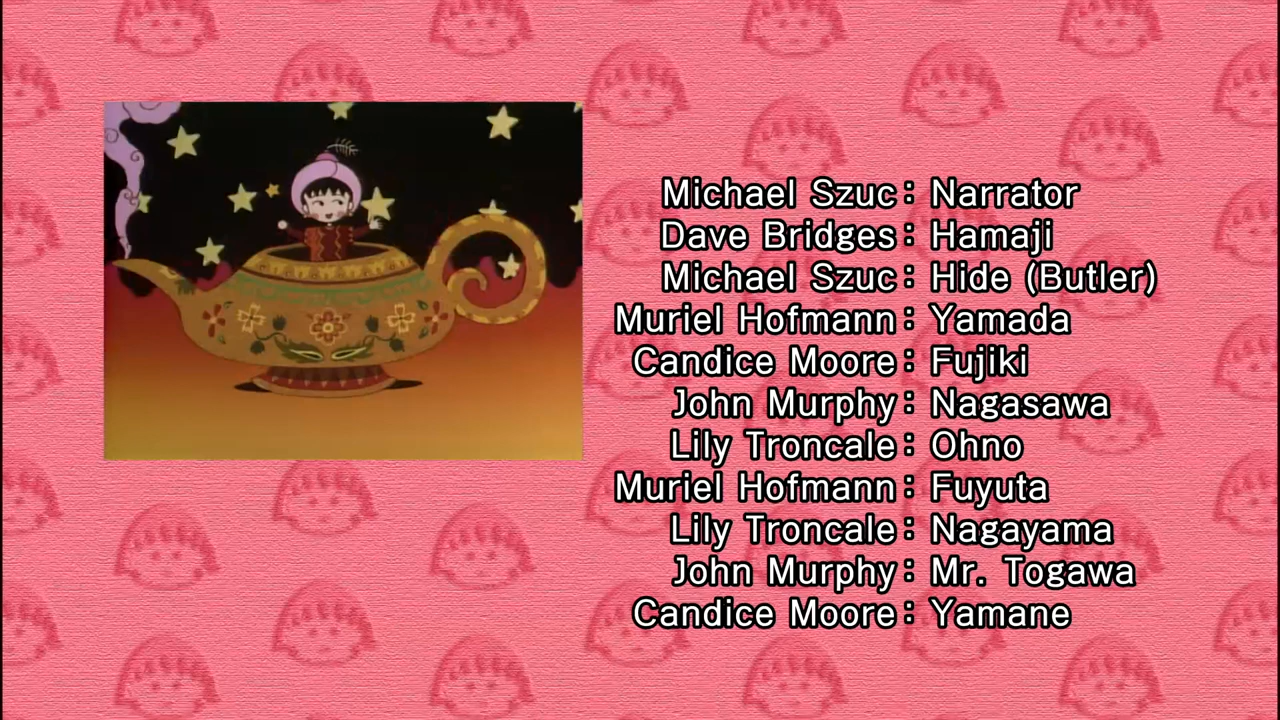 Michael Szuc: Narrator
Dave Bridges: Hamaji
Michael Szuc: Hide (Butler)
Muriel Hofmann: Yamada
Candice Moore: Fujiki
John Murphy: Nagasawa
Lily Troncale: Ohno
Muriel Hofmann: Fuyuta
Lily Troncale: Nagayama
John Murphy: Mr. Togawa
Candice Moore: Yamane